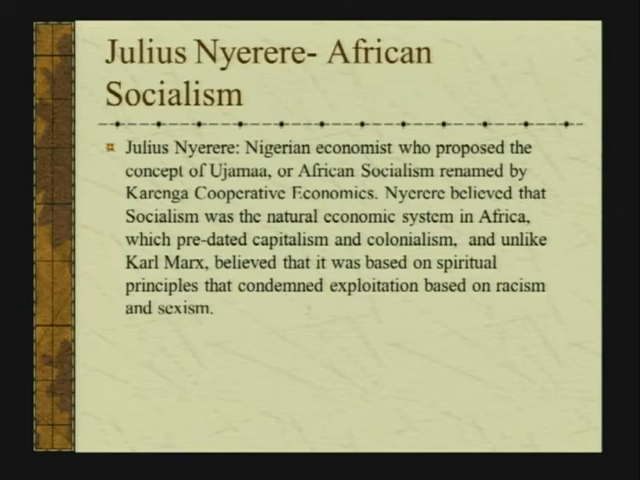 Julius Nyerere- African
Socialism
Julius Nyerere: Nigerian economist who proposed the
concept of Ujamaa, or African Socialism renamed by
Karenga Cooperative Economics. Nyerere believed that
Socialism was the natural economic system in Africa,
which pre-dated capitalism and colonialism, and unlike
Karl Marx, believed that it was based on spiritual
principles that condemned exploitation based on racism
and sexism.